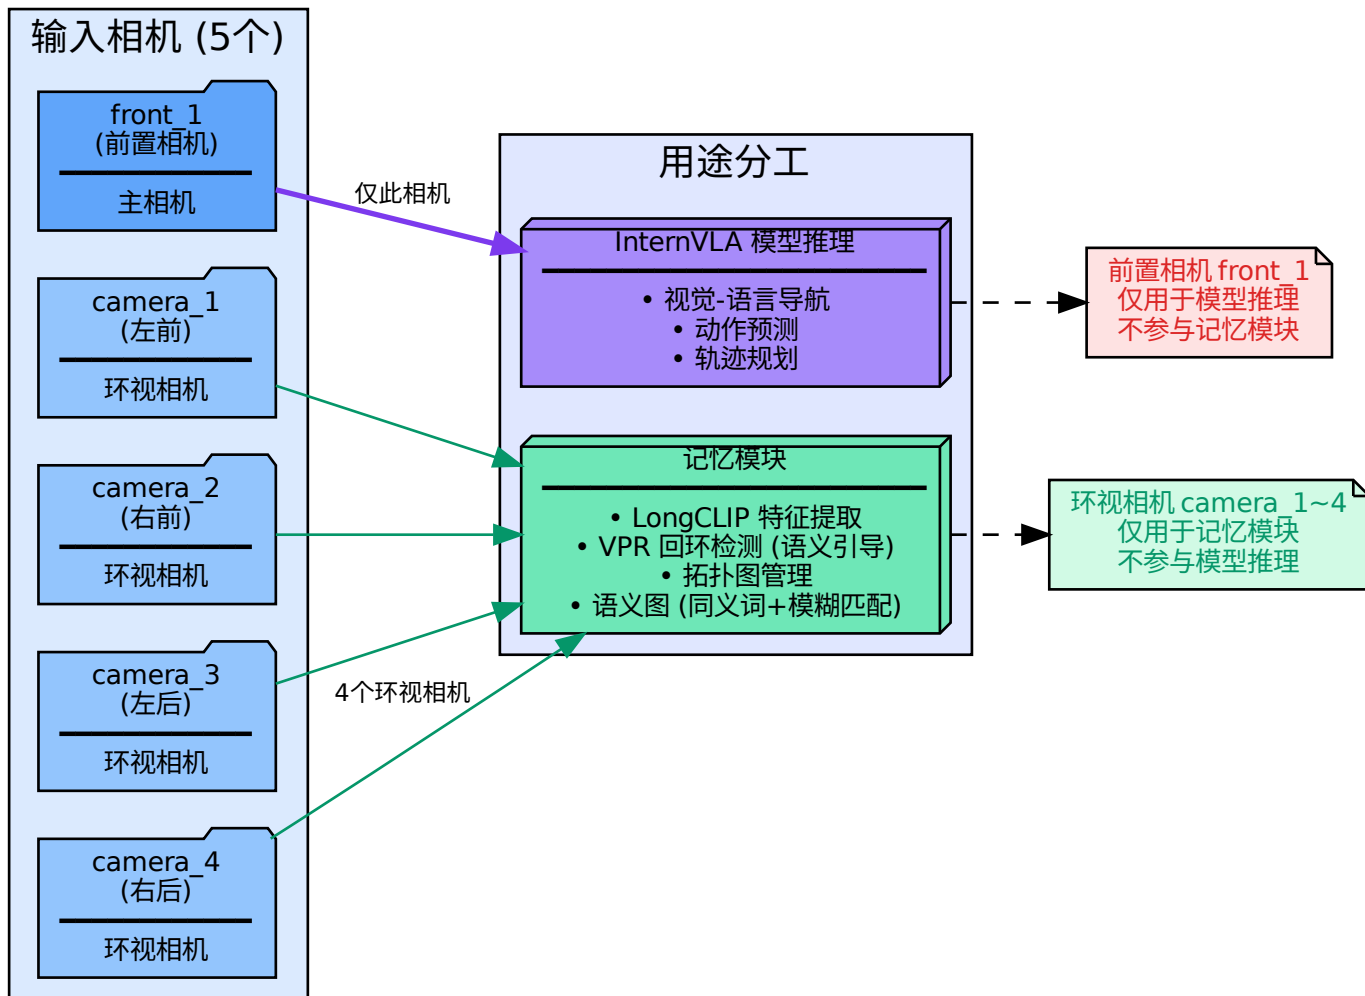 输入相机 (5个)
front_1
(前置相机)
主相机
camera_1
(左前)
环视相机
camera_2
(右前)
环视相机
camera_3
(左后)
环视相机
camera_4
(右后)
环视相机
仅此相机
4个环视相机
用途分工
InternVLA 模型推理
• 视觉-语言导航
• 动作预测
• 轨迹规划
记忆模块
• LongCLIP 特征提取
• VPR 回环检测 (语义引导)
• 拓扑图管理
• 语义图 (同义词+模糊匹配)
前置相机 front_1
仅用于模型推理
不参与记忆模块
环视相机 camera_1~4
仅用于记忆模块
不参与模型推理